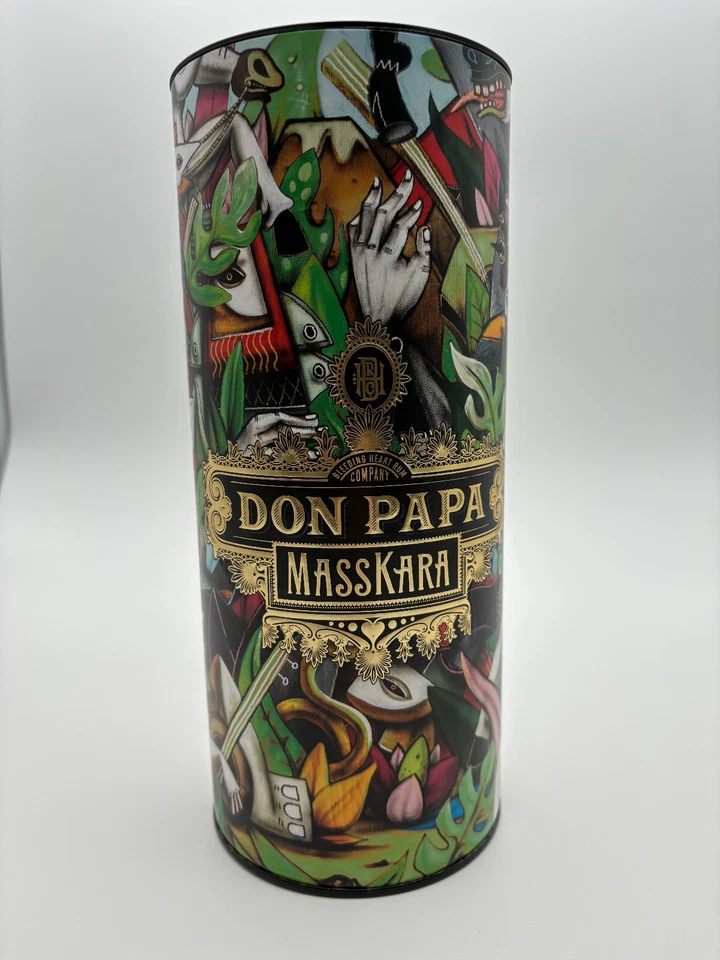 BLEEDING HEART RUM
COMPANY
DON PAPA
MASSKARA